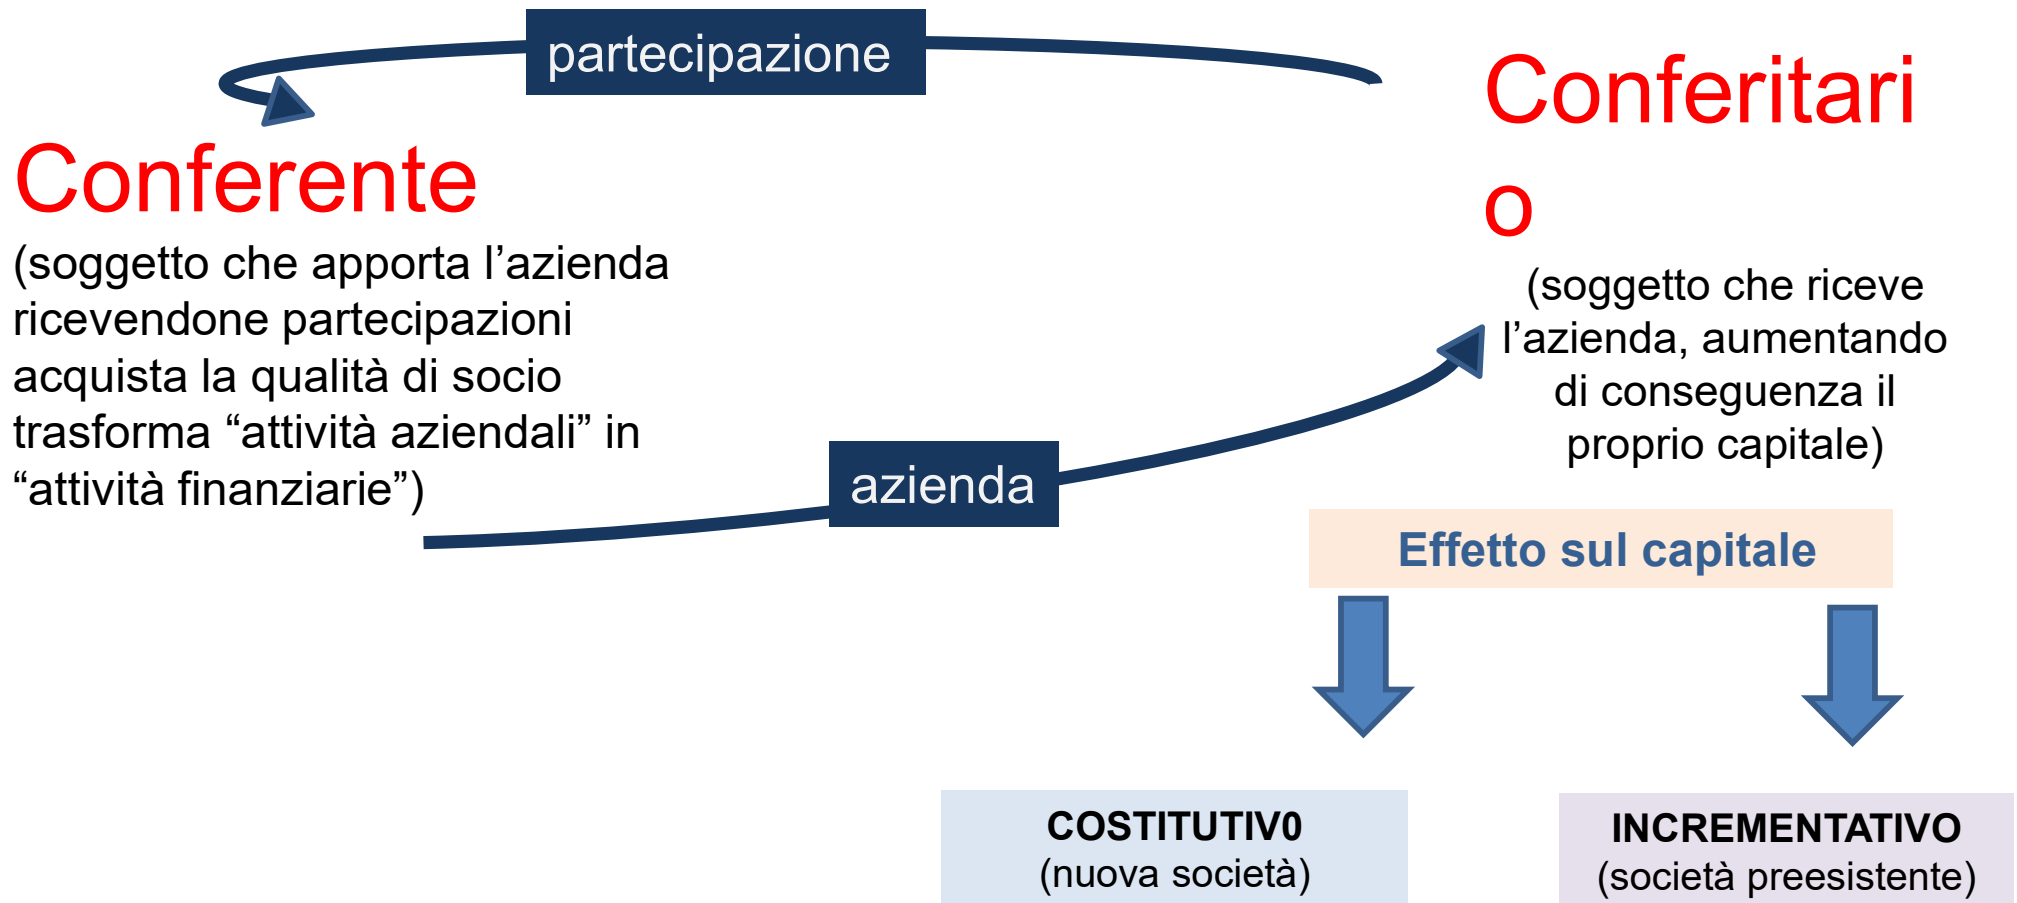 partecipazione
Conferente
(soggetto che apporta l’azienda
ricevendone partecipazioni
acquista la qualità di socio
trasforma “attività aziendali” in
“attività finanziarie”)
azienda
Conferitari
o
(soggetto che riceve
l’azienda, aumentando
di conseguenza il
proprio capitale)
Effetto sul capitale
COSTITUTIV0
(nuova società)
INCREMENTATIVO
(società preesistente)